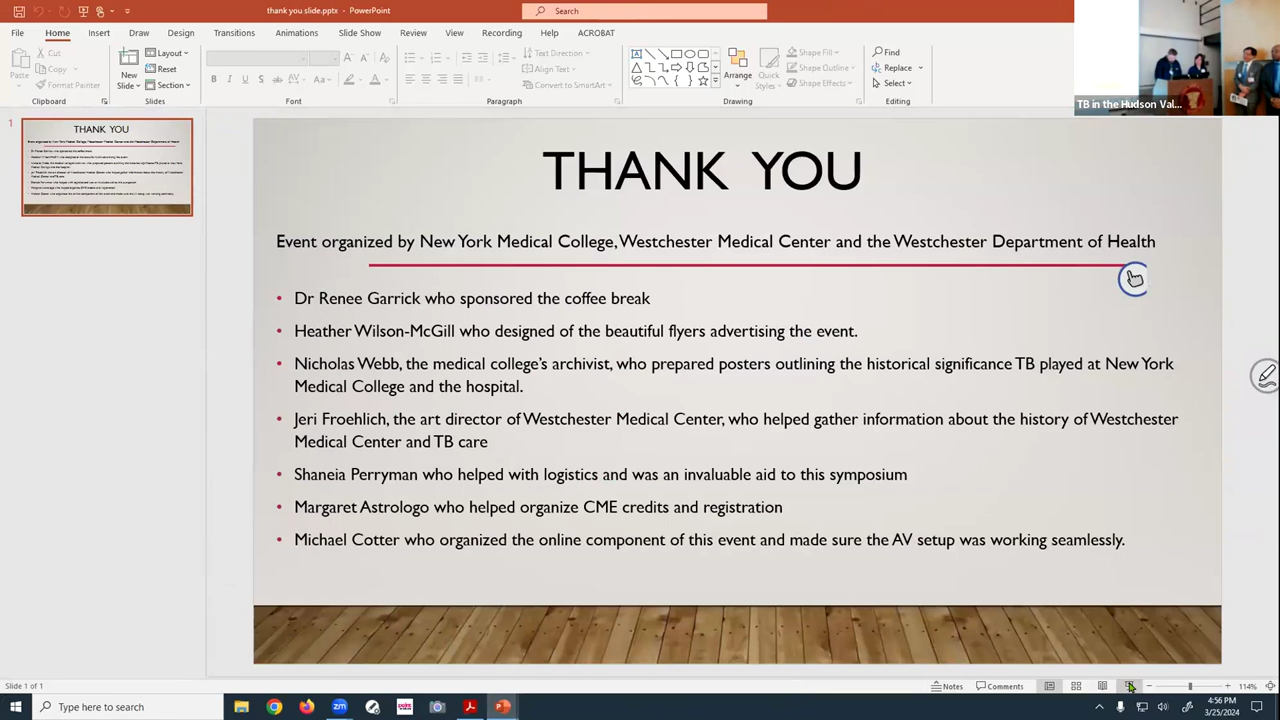 thank you slide.pptx - PowerPoint
Search
File Home Insert Draw Design Transitions Animations Slide Show Review View Recording Help ACROBAT
Paste
Cut
Copy
Format Painter
Clipboard
New Slide
Layout
Reset
Section
Slides
B I U S
Aa
A
Font
Text Direction
Align Text
Convert to SmartArt
Paragraph
Arrange
Quick Styles
Shape Fill
Shape Outline
Shape Effects
Drawing
Find
Replace
Select
Editing
TB in the Hudson Val...
1
THANK YOU
THANK YOU
Event organized by New York Medical College, Westchester Medical Center and the Westchester Department of Health
• Dr Renee Garrick who sponsored the coffee break
• Heather Wilson-McGill who designed of the beautiful flyers advertising the event.
• Nicholas Webb, the medical college’s archivist, who prepared posters outlining the historical significance TB played at New York
Medical College and the hospital.
• Jeri Froehlich, the art director of Westchester Medical Center, who helped gather information about the history of Westchester
Medical Center and TB care
• Shaneia Perryman who helped with logistics and was an invaluable aid to this symposium
• Margaret Astrologo who helped organize CME credits and registration
• Michael Cotter who organized the online component of this event and made sure the AV setup was working seamlessly.
Slide 1 of 1
Notes
Comments
114%
Type here to search
zm
4:56 PM
3/25/2024